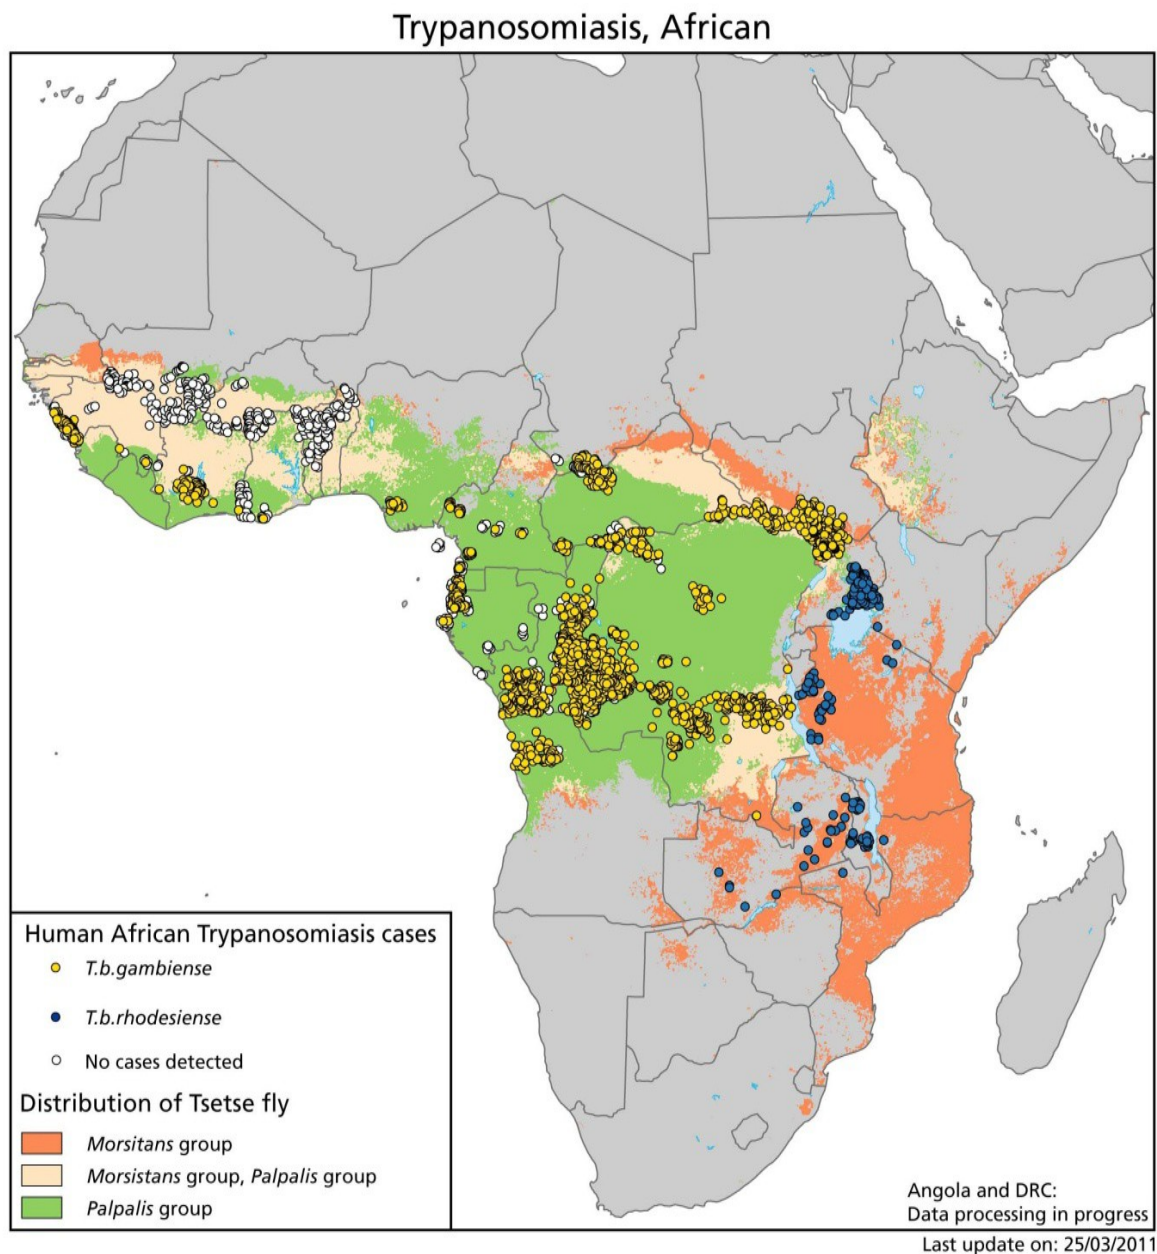 Trypanosomiasis, African
Human African Trypanosomiasis cases
T.b.gambiense
T.b.rhodesiense
No cases detected
Distribution of Tsetse fly
Morsitans group
Morsistans group, Palpalis group
Palpalis group
Angola and DRC:
Data processing in progress
Last update on: 25/03/2011